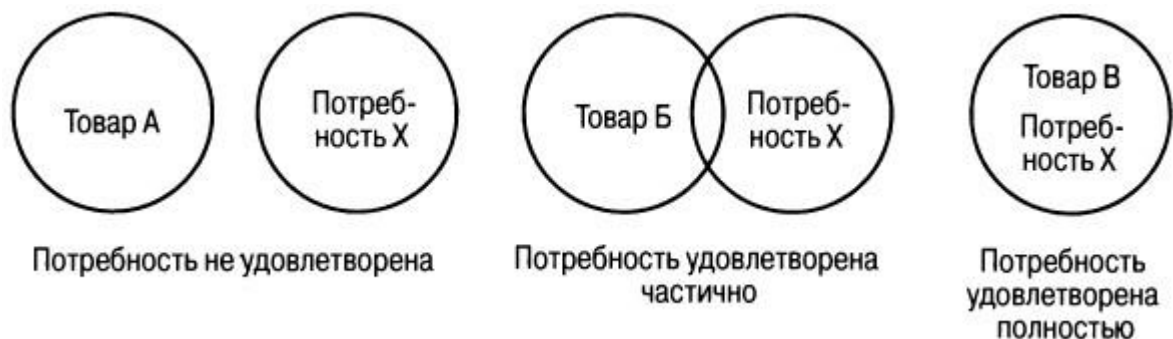 Товар А
Потреб-
ность X
Товар Б
Потреб-
ность X
Товар В
Потреб-
ность X
Потребность не удовлетворена
Потребность удовлетворена
частично
Потребность
удовлетворена
полностью